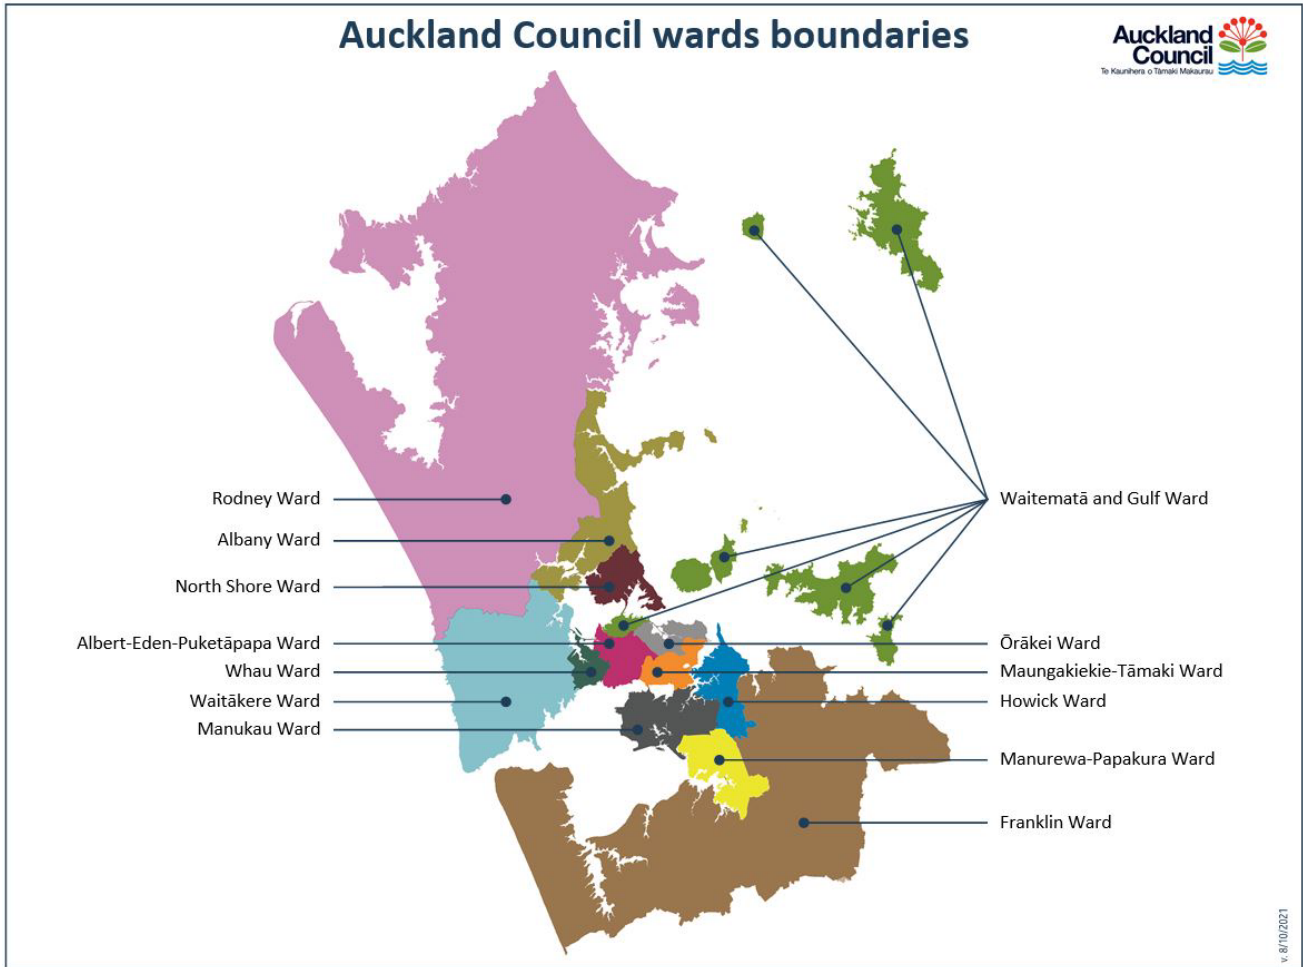 Auckland Council wards boundaries
Auckland
Council
Te Kaunihera o Tāmaki Makaurau
Rodney Ward
Albany Ward
North Shore Ward
Albert-Eden-Puketāpapa Ward
Whau Ward
Waitākere Ward
Manukau Ward
Waitematā and Gulf Ward
Ōrākei Ward
Maungakiekie-Tāmaki Ward
Howick Ward
Manurewa-Papakura Ward
Franklin Ward
v. 8/10/2021